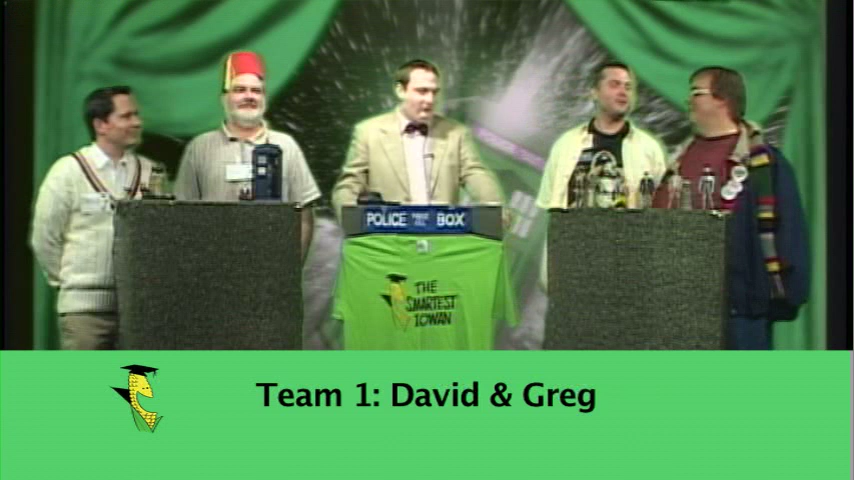 POLICE BOX
THE
SMARTEST
IOWAN
Team 1: David & Greg